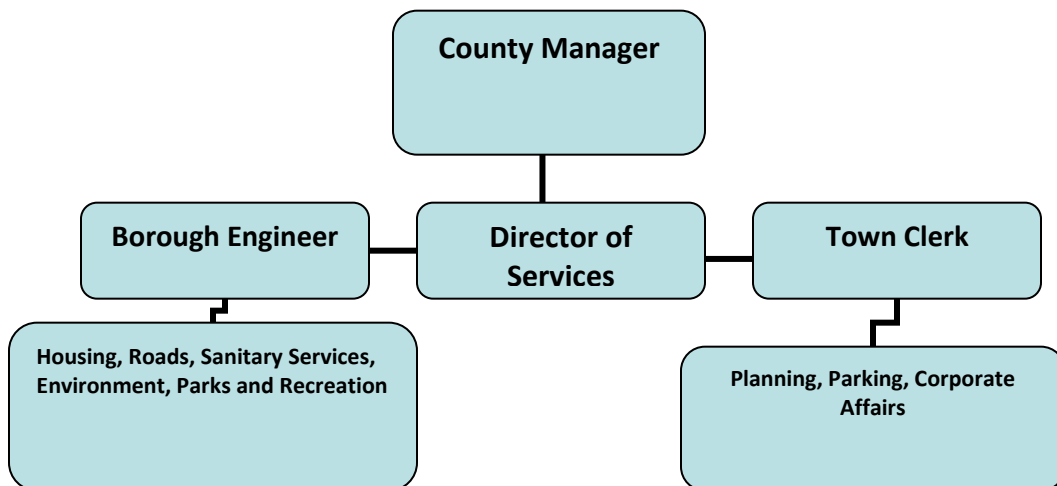 County Manager
Borough Engineer
Director of
Services
Town Clerk
Housing, Roads, Sanitary Services,
Environment, Parks and Recreation
Planning, Parking, Corporate
Affairs